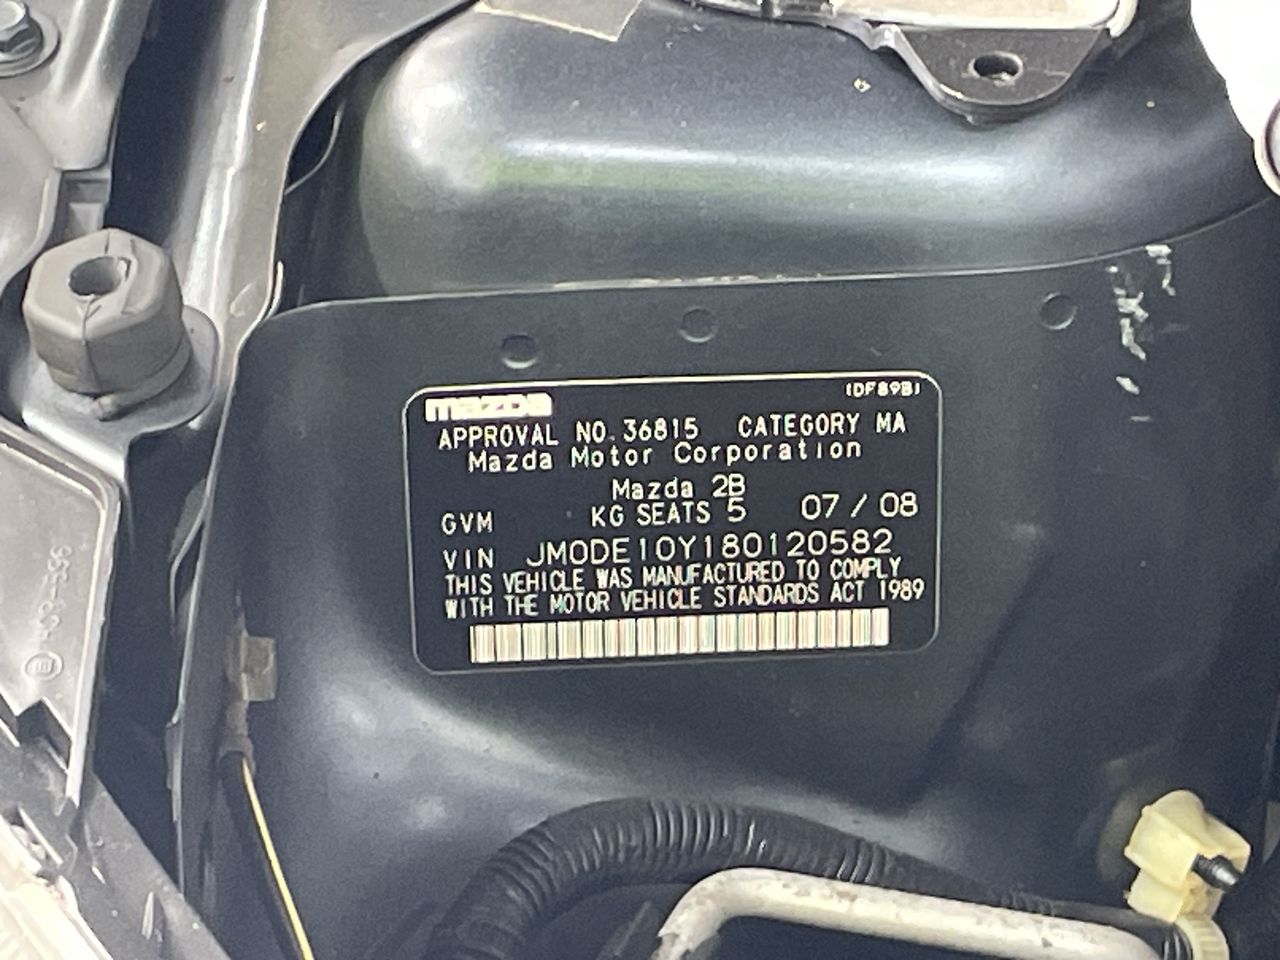 mazda
(DF89B)
APPROVAL NO. 36815 CATEGORY MA
Mazda Motor Corporation
Mazda 2B
GVM KG SEATS 5 07 / 08
VIN JM0DE10Y180120582
THIS VEHICLE WAS MANUFACTURED TO COMPLY
WITH THE MOTOR VEHICLE STANDARDS ACT 1989